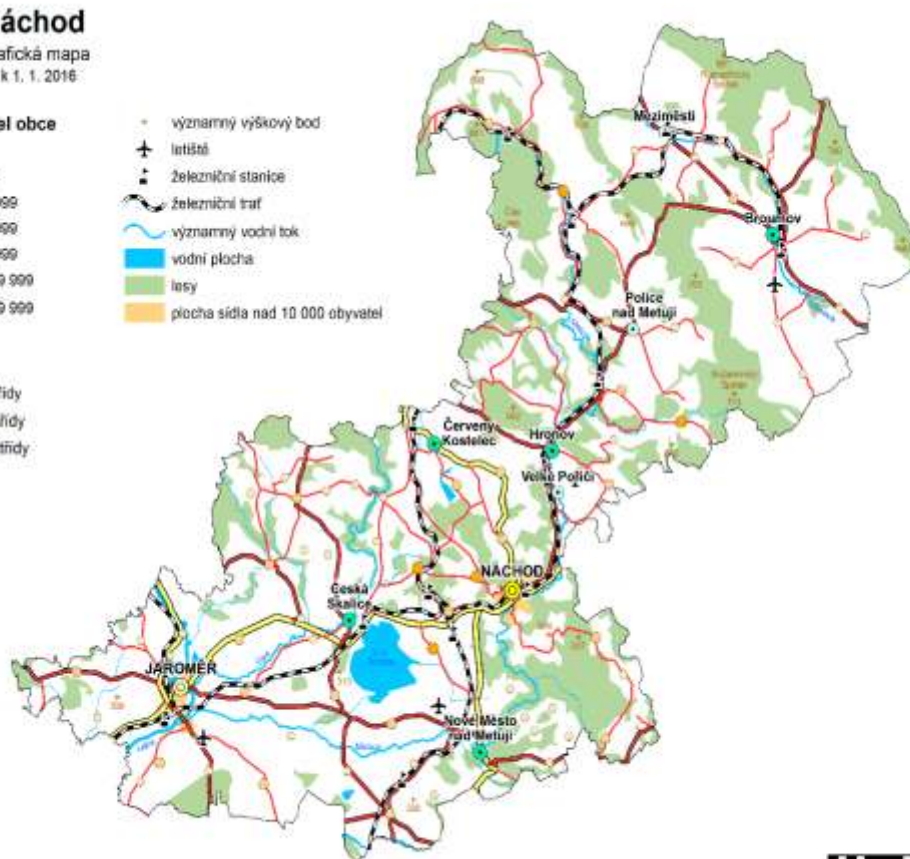 áchod
afická mapa
k 1. 1. 2016
el obce
999
999
999
9 999
9 999
řídy
řídy
třídy
významný výškový bod
letiště
železniční stanice
železniční trať
významný vodní tok
vodní plocha
lesy
plocha sídla nad 10 000 obyvatel
Meziměstí
Broumov
Police
nad Metují
Červený
Kostelec
Hronov
Velké Poříčí
NÁCHOD
Česká
Skalice
JAROMĚŘ
Nové Město
nad Metují